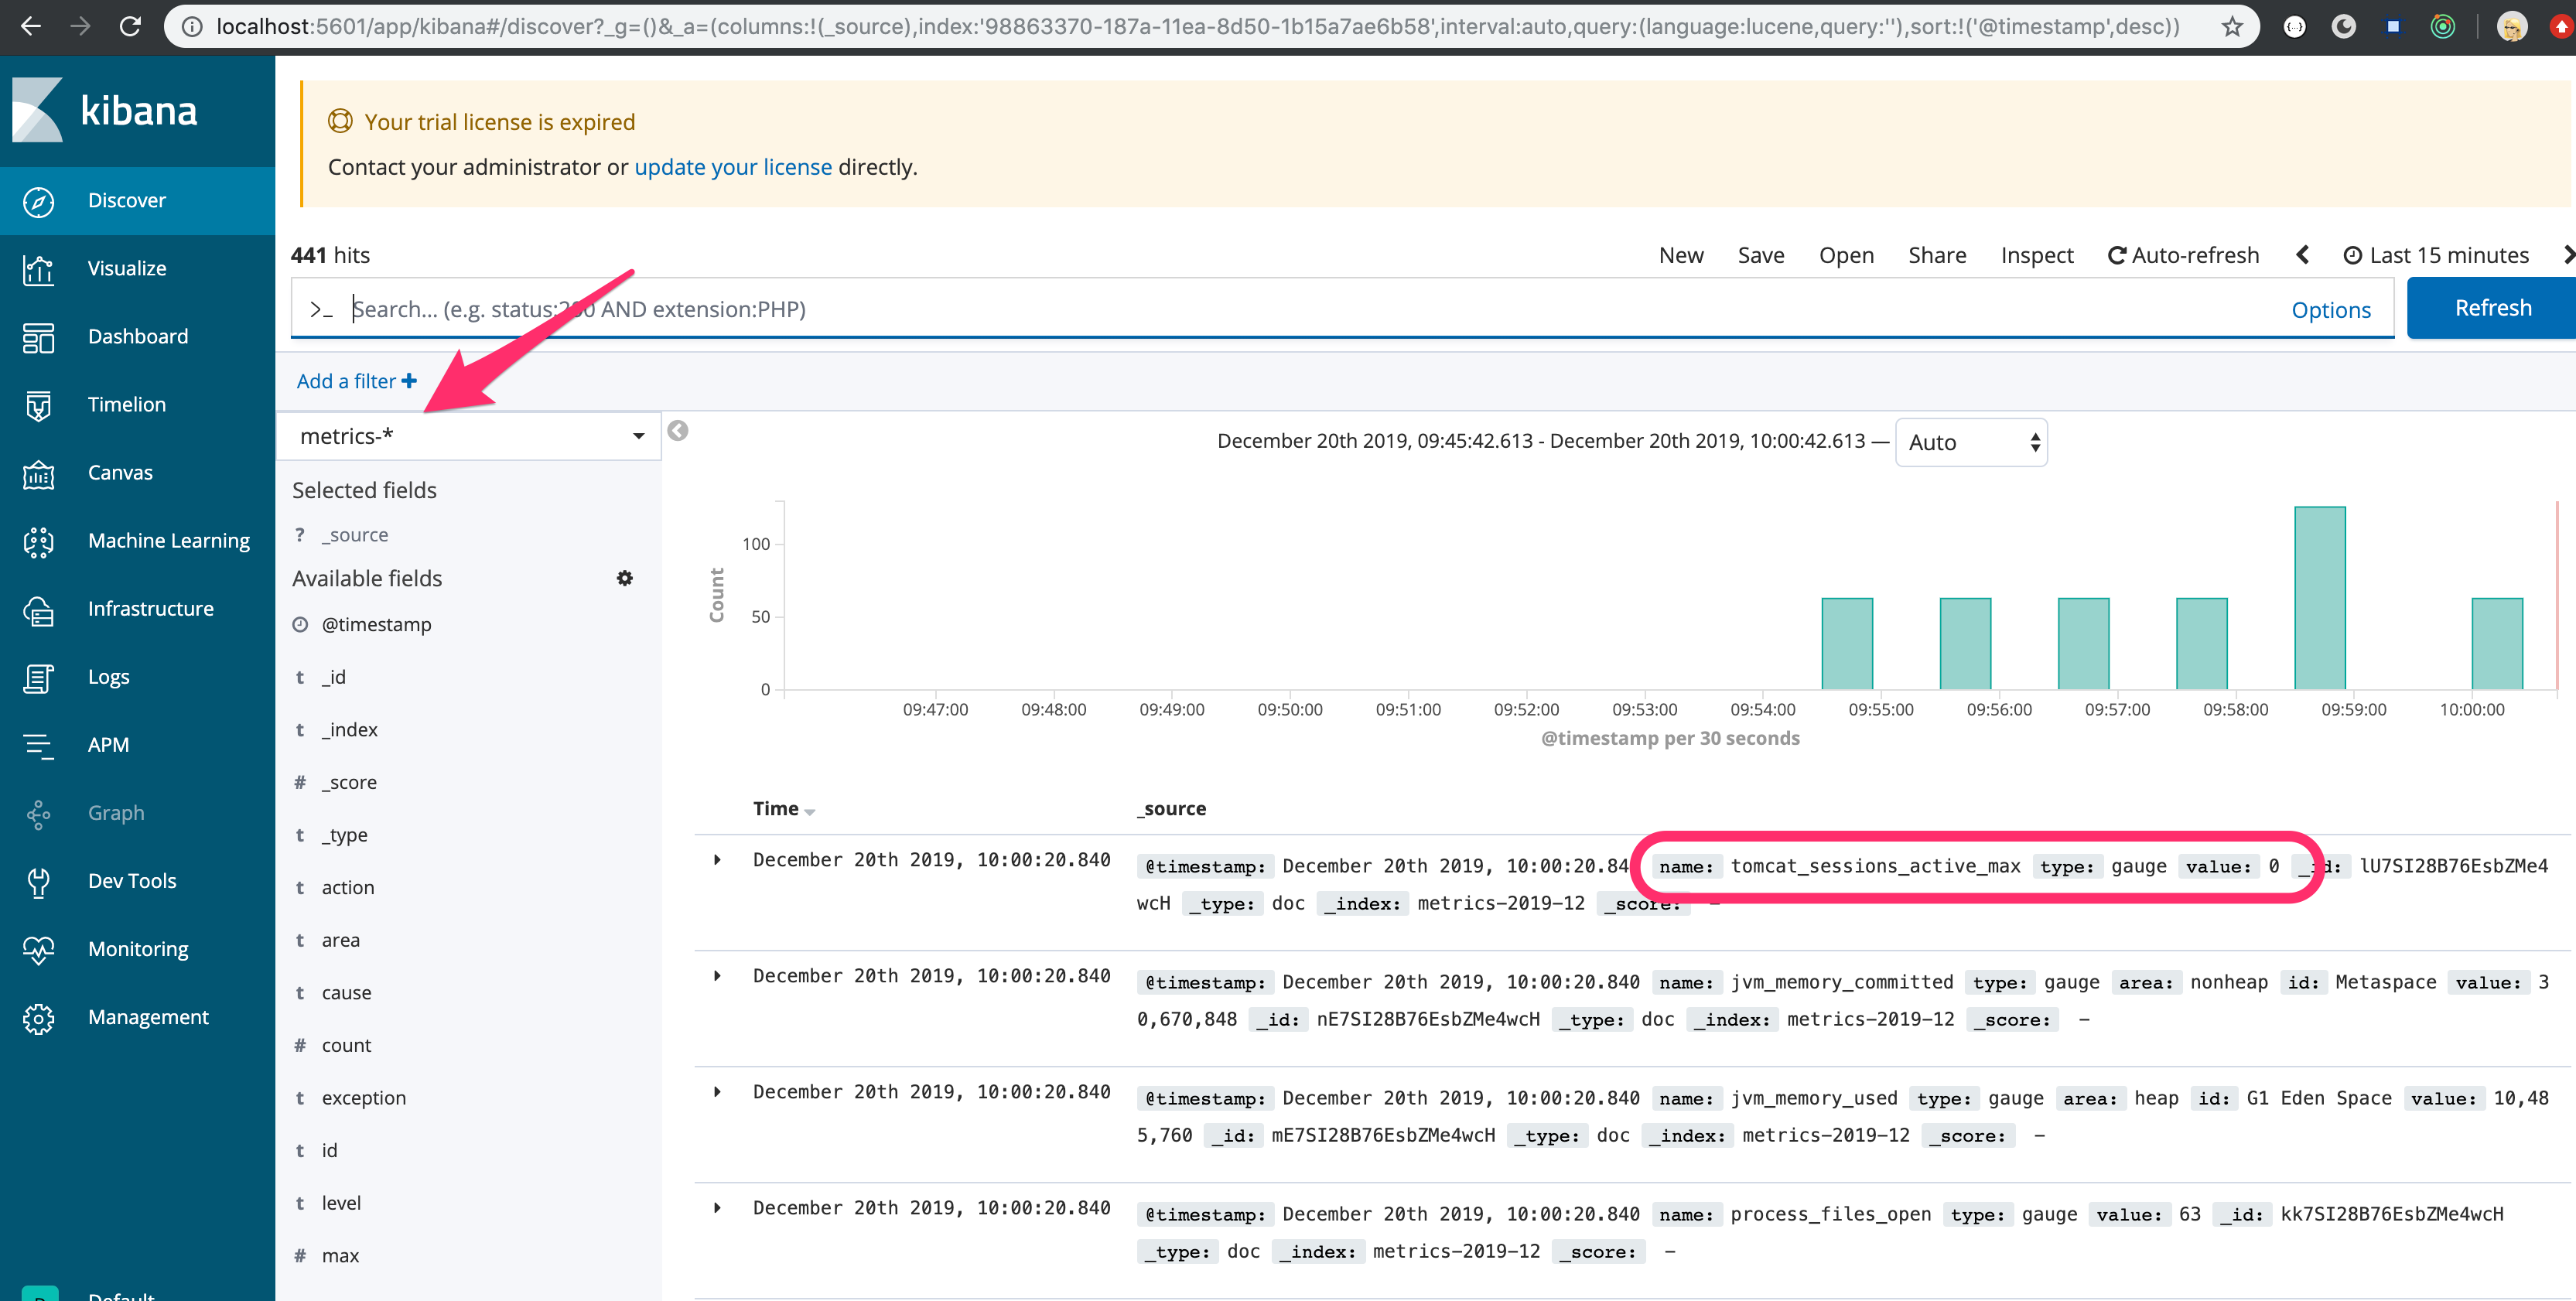 localhost:5601/app/kibana#/discover?_g=()&_a=(columns:!(_source),index:'98863370-187a-11ea-8d50-1b15a7ae6b58',interval:auto,query:(language:lucene,query:''),sort:!('@timestamp',desc))
kibana
Discover
Visualize
Dashboard
Timelion
Canvas
Machine Learning
Infrastructure
Logs
APM
Graph
Dev Tools
Monitoring
Management
Default
Your trial license is expired
Contact your administrator or update your license directly.
441 hits
New Save Open Share Inspect Auto-refresh Last 15 minutes
>_ Search... (e.g. status:200 AND extension:PHP) Options Refresh
Add a filter +
metrics-*
Selected fields
? _source
Available fields
@timestamp
t _id
t _index
# _score
t _type
t action
t area
t cause
# count
t exception
t id
t level
# max
December 20th 2019, 09:45:42.613 - December 20th 2019, 10:00:42.613 — Auto
Count
100
50
0
09:47:00 09:48:00 09:49:00 09:50:00 09:51:00 09:52:00 09:53:00 09:54:00 09:55:00 09:56:00 09:57:00 09:58:00 09:59:00 10:00:00
@timestamp per 30 seconds
Time _source
December 20th 2019, 10:00:20.840 @timestamp: December 20th 2019, 10:00:20.84 name: tomcat_sessions_active_max type: gauge value: 0 _id: lU7SI28B76EsbZMe4
wcH _type: doc _index: metrics-2019-12 _score: -
December 20th 2019, 10:00:20.840 @timestamp: December 20th 2019, 10:00:20.840 name: jvm_memory_committed type: gauge area: nonheap id: Metaspace value: 3
0,670,848 _id: nE7SI28B76EsbZMe4wcH _type: doc _index: metrics-2019-12 _score: -
December 20th 2019, 10:00:20.840 @timestamp: December 20th 2019, 10:00:20.840 name: jvm_memory_used type: gauge area: heap id: G1 Eden Space value: 10,48
5,760 _id: mE7SI28B76EsbZMe4wcH _type: doc _index: metrics-2019-12 _score: -
December 20th 2019, 10:00:20.840 @timestamp: December 20th 2019, 10:00:20.840 name: process_files_open type: gauge value: 63 _id: kk7SI28B76EsbZMe4wcH
_type: doc _index: metrics-2019-12 _score: -